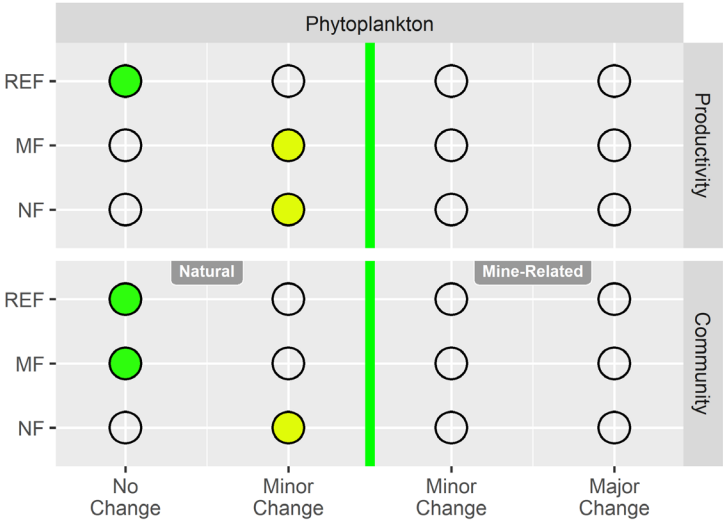 Phytoplankton
REF
MF
NF
Productivity
Natural
Mine-Related
REF
MF
NF
Community
No
Change
Minor
Change
Minor
Change
Major
Change